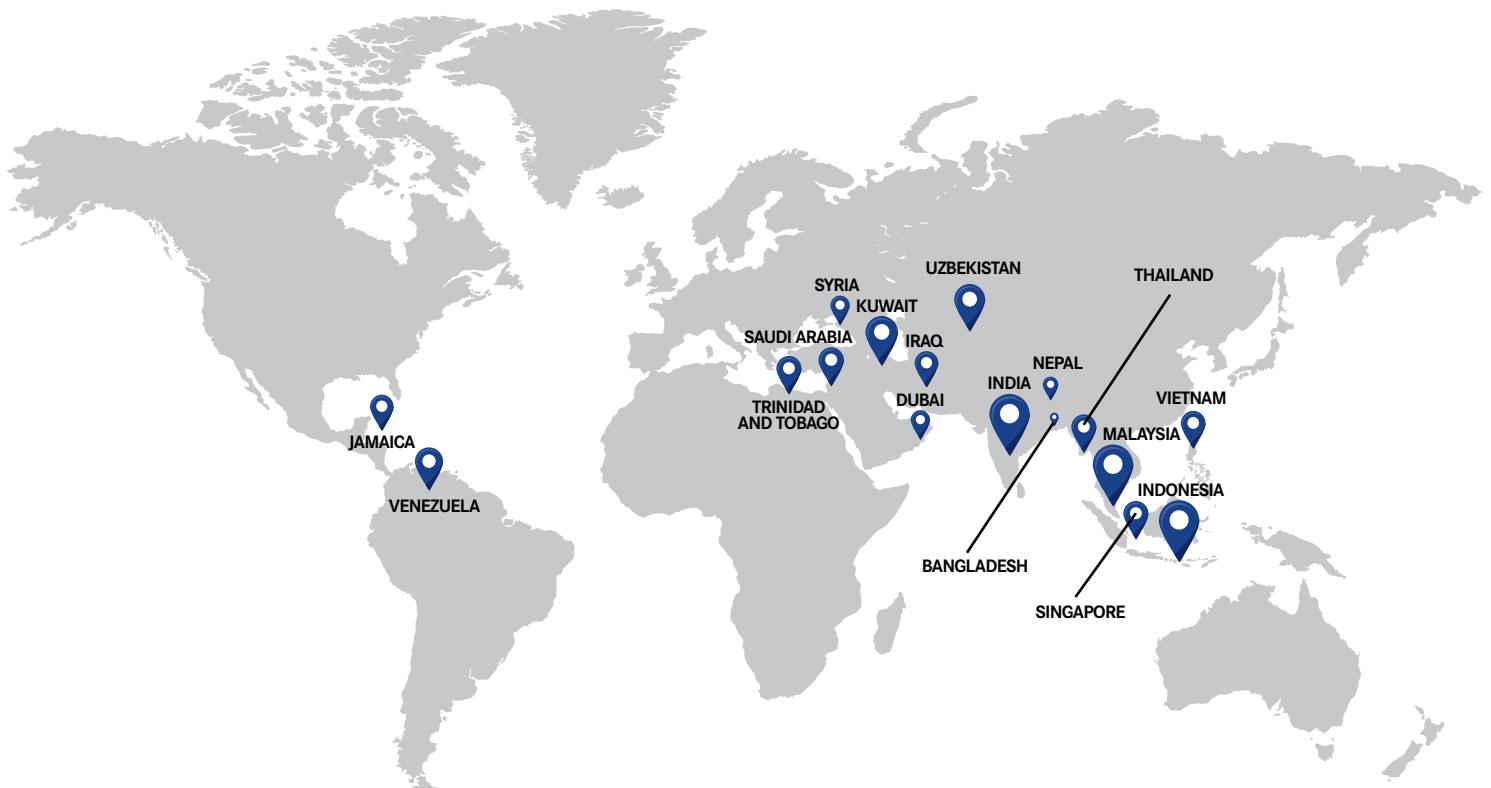 UZBEKISTAN
THAILAND
SYRIA
KUWAIT
SAUDI ARABIA
IRAQ
NEPAL
INDIA
VIETNAM
DUBAI
TRINIDAD
AND TOBAGO
JAMAICA
MALAYSIA
VENEZUELA
INDONESIA
BANGLADESH
SINGAPORE